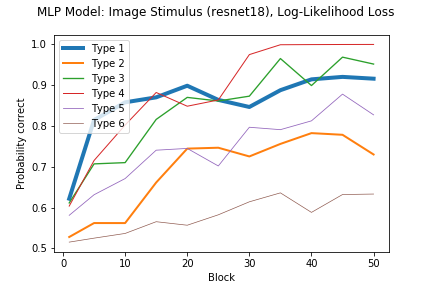 MLP Model: Image Stimulus (resnet18), Log-Likelihood Loss
1.0
0.9
0.8
0.7
0.6
0.5
Probability correct
Type 1
Type 2
Type 3
Type 4
Type 5
Type 6
0 10 20 30 40 50
Block